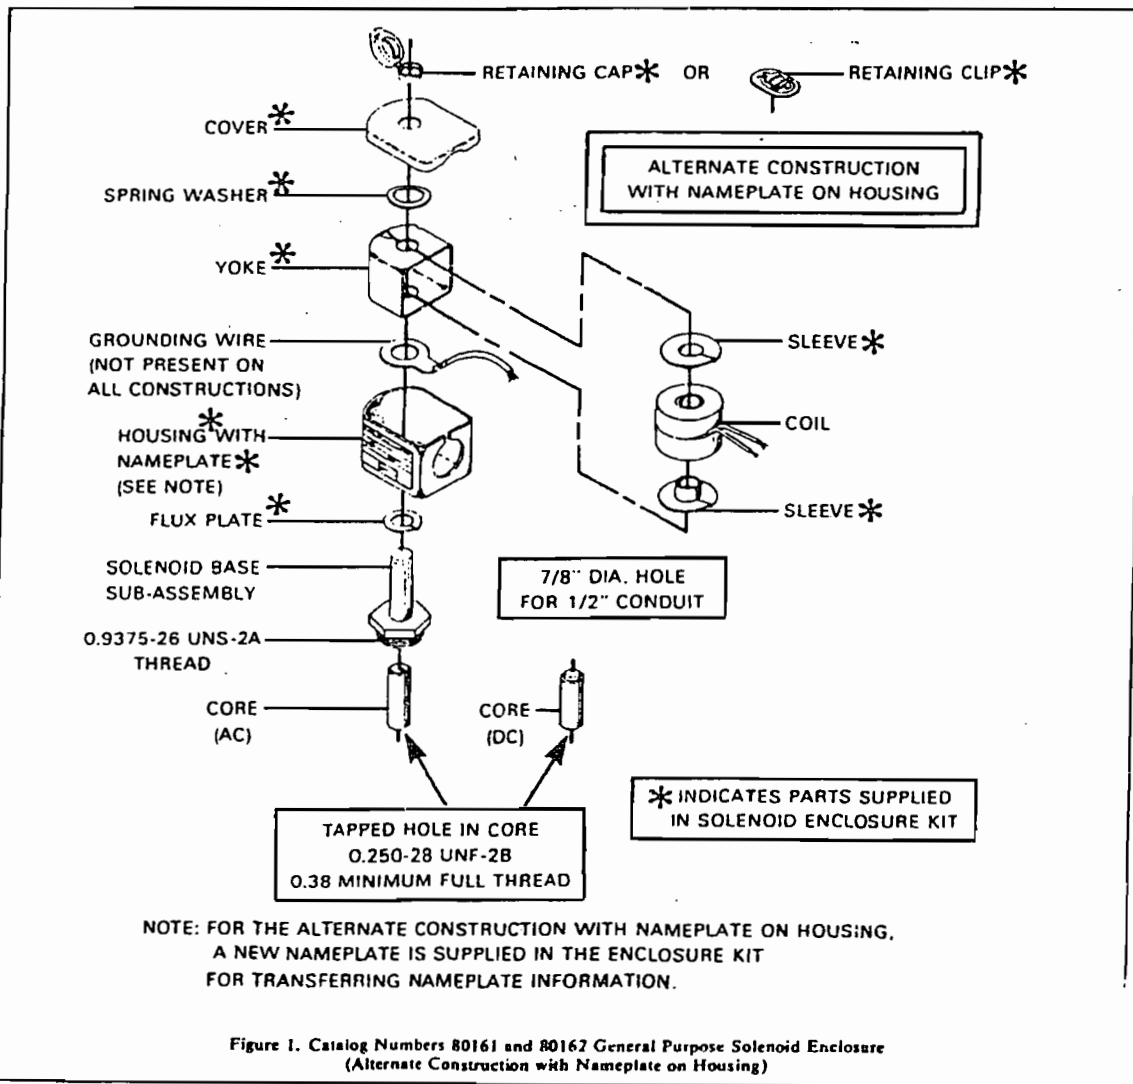 RETAINING CAP* OR
RETAINING CLIP*
COVER*
ALTERNATE CONSTRUCTION
WITH NAMEPLATE ON HOUSING
SPRING WASHER*
YOKE*
GROUNDING WIRE
(NOT PRESENT ON
ALL CONSTRUCTIONS)
SLEEVE*
COIL
HOUSING* WITH
NAMEPLATE*
(SEE NOTE)
SLEEVE*
FLUX PLATE*
SOLENOID BASE
SUB-ASSEMBLY
7/8" DIA. HOLE
FOR 1/2" CONDUIT
0.9375-26 UNS-2A
THREAD
CORE
(AC)
CORE
(DC)
* INDICATES PARTS SUPPLIED
IN SOLENOID ENCLOSURE KIT
TAPPED HOLE IN CORE
0.250-28 UNF-2B
0.38 MINIMUM FULL THREAD
NOTE: FOR THE ALTERNATE CONSTRUCTION WITH NAMEPLATE ON HOUSING,
A NEW NAMEPLATE IS SUPPLIED IN THE ENCLOSURE KIT
FOR TRANSFERRING NAMEPLATE INFORMATION.
Figure 1. Catalog Numbers 80161 and 80162 General Purpose Solenoid Enclosure
(Alternate Construction with Nameplate on Housing)